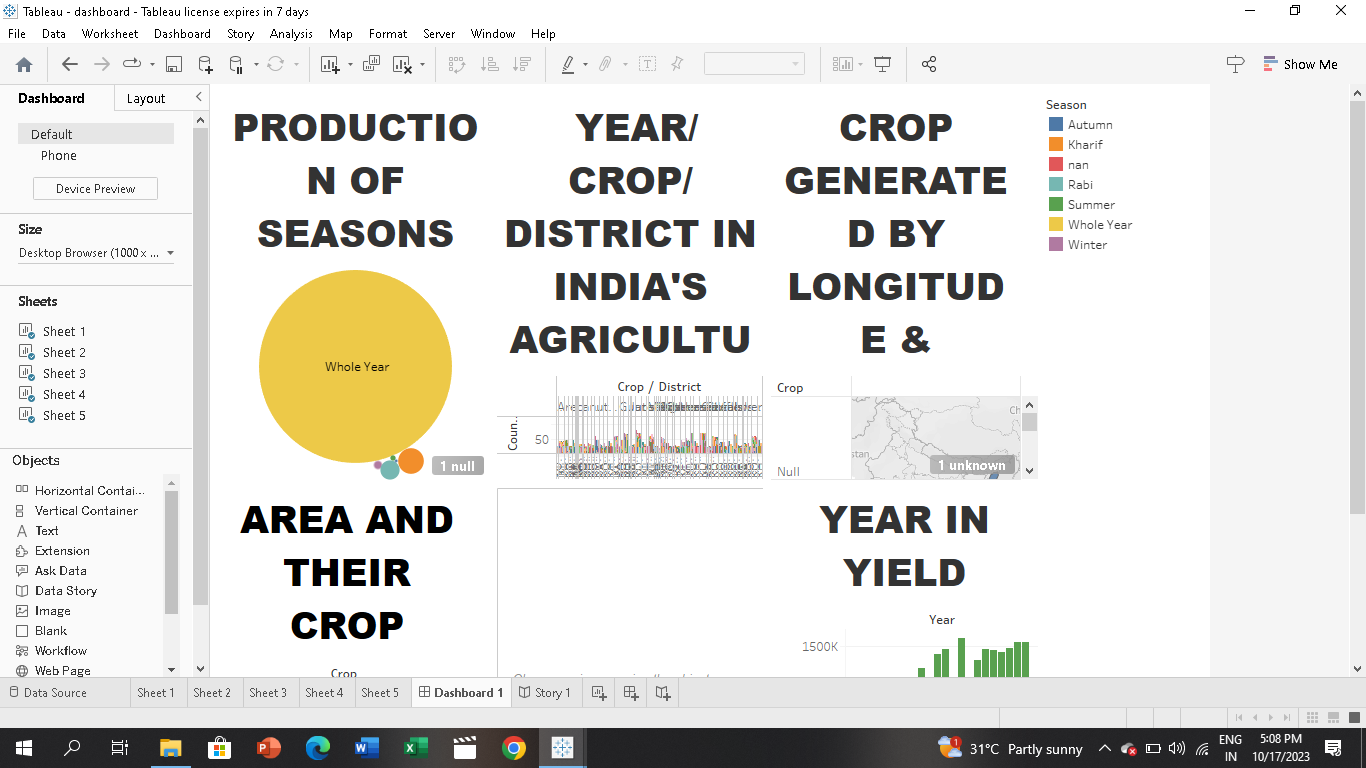 Tableau - dashboard - Tableau license expires in 7 days
File Data Worksheet Dashboard Story Analysis Map Format Server Window Help
Show Me
Dashboard Layout
Default
Phone
Device Preview
Size
Desktop Browser (1000 x ...
Sheets
Sheet 1
Sheet 2
Sheet 3
Sheet 4
Sheet 5
Objects
Horizontal Contai...
Vertical Container
Text
Extension
Ask Data
Data Story
Image
Blank
Workflow
Web Page
PRODUCTIO
N OF
SEASONS
Whole Year
1 null
YEAR/
CROP/
DISTRICT IN
INDIA'S
AGRICULTU
Crop / District
Coun..
50
CROP
GENERATE
D BY
LONGITUD
E &
Crop
Null
stan
Ch
1 unknown
Season
Autumn
Kharif
nan
Rabi
Summer
Whole Year
Winter
AREA AND
THEIR
CROP
Crop
YEAR IN
YIELD
Year
1500K
Data Source Sheet 1 Sheet 2 Sheet 3 Sheet 4 Sheet 5 Dashboard 1 Story 1
1
31°C Partly sunny
ENG
IN
5:08 PM
10/17/2023